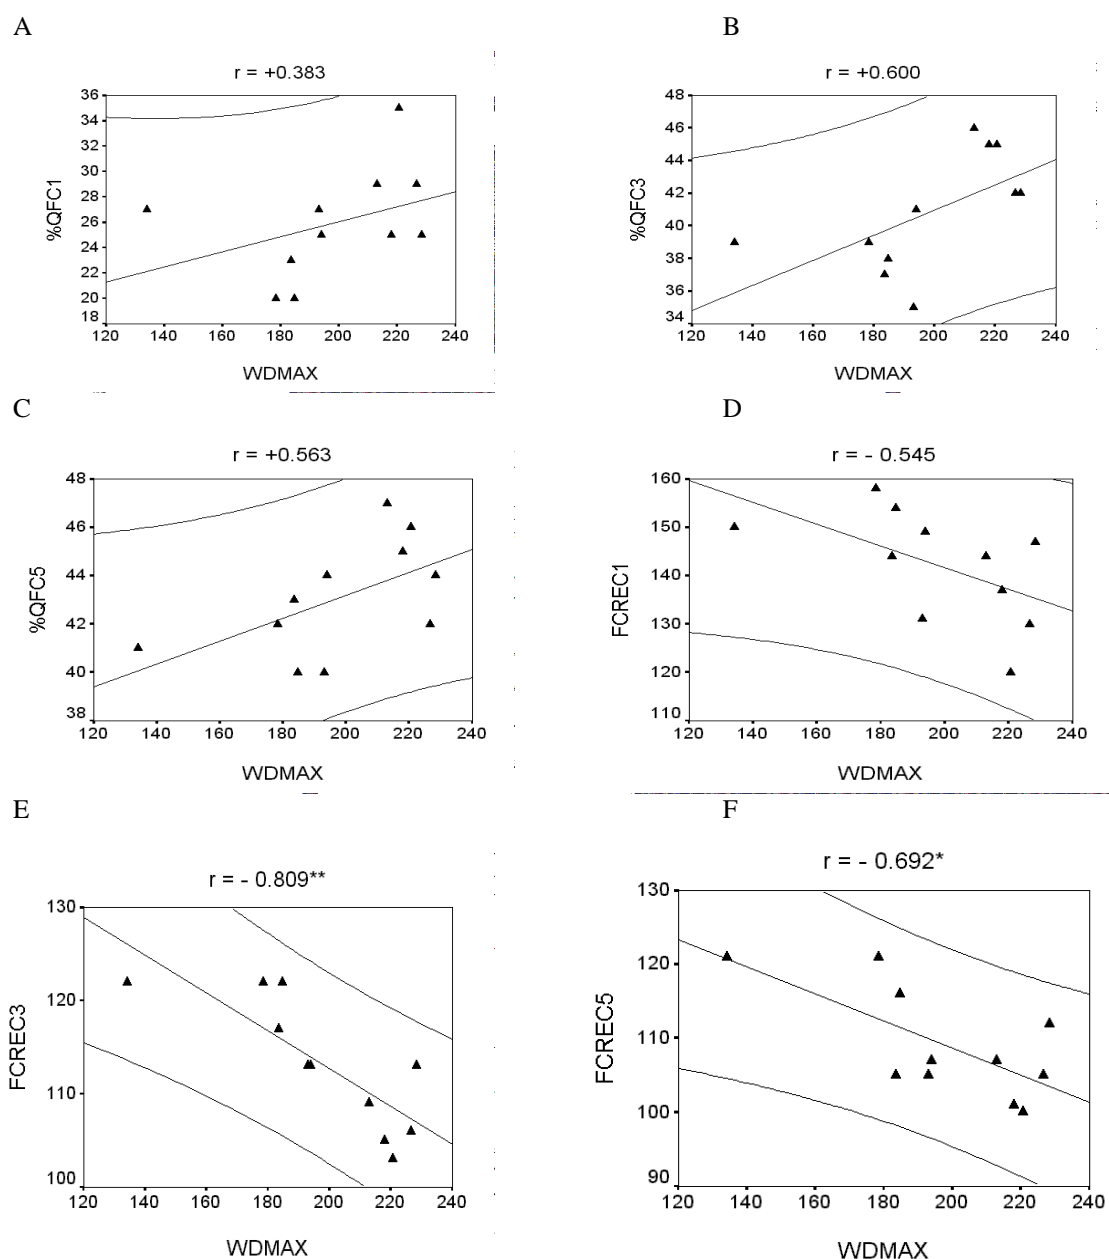 A
B
r = +0.383
r = +0.600
%QFC1
36
34
32
30
28
26
24
22
20
18
120 140 160 180 200 220 240
WDMAX
%QFC3
48
46
44
42
40
38
36
34
120 140 160 180 200 220 240
WDMAX
C
D
r = +0.563
r = - 0.545
%QFC5
48
46
44
42
40
38
120 140 160 180 200 220 240
WDMAX
FCREC1
160
150
140
130
120
110
120 140 160 180 200 220 240
WDMAX
E
F
r = - 0.809**
r = - 0.692*
FCREC3
130
120
110
100
120 140 160 180 200 220 240
WDMAX
FCREC5
130
120
110
100
90
120 140 160 180 200 220 240
WDMAX